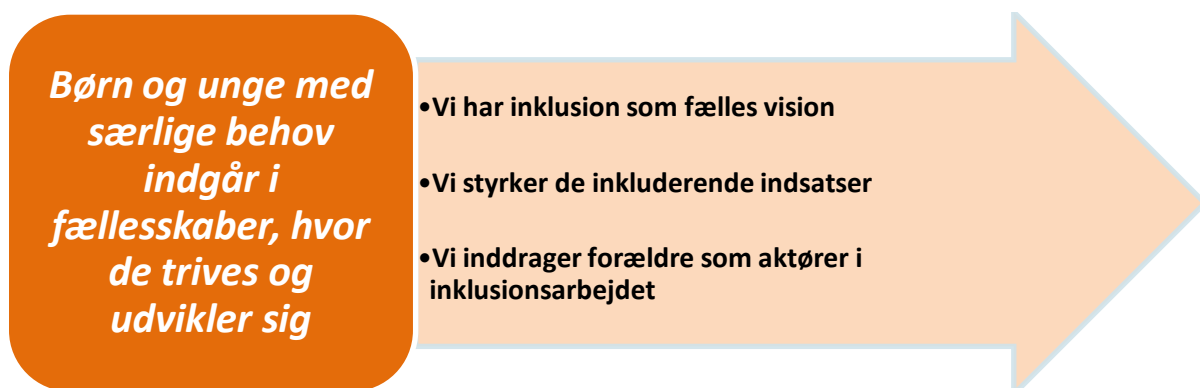 Børn og unge med
særlige behov
indgår i
fællesskaber, hvor
de trives og
udvikler sig
•Vi har inklusion som fælles vision
•Vi styrker de inkluderende indsatser
•Vi inddrager forældre som aktører i
inklusionsarbejdet